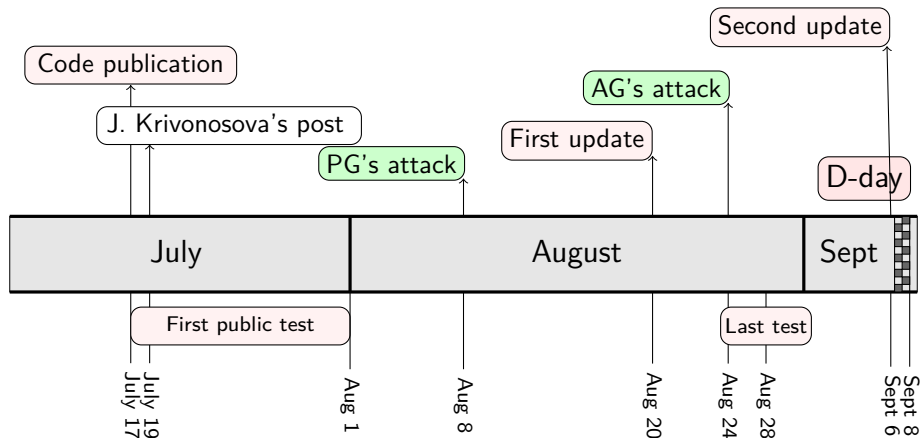 Second update
Code publication
AG's attack
J. Krivonosova's post
First update
PG's attack
D-day
July
August
Sept
First public test
Last test
July 17
July 19
Aug 1
Aug 8
Aug 20
Aug 24
Aug 28
Sept 6
Sept 8